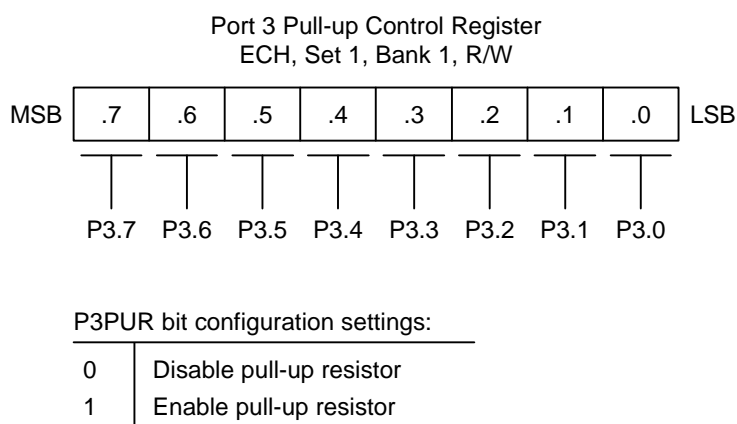 Port 3 Pull-up Control Register
ECH, Set 1, Bank 1, R/W
MSB .7 .6 .5 .4 .3 .2 .1 .0 LSB
P3.7 P3.6 P3.5 P3.4 P3.3 P3.2 P3.1 P3.0
P3PUR bit configuration settings:
0 Disable pull-up resistor
1 Enable pull-up resistor